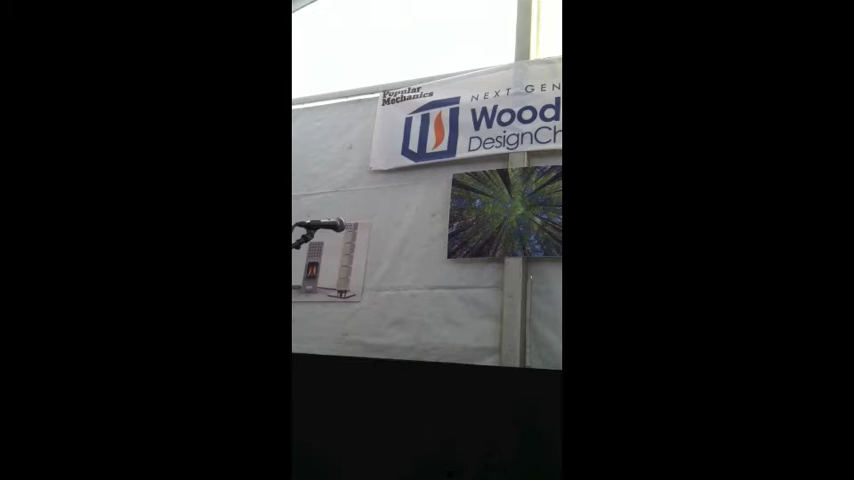 Popular
Mechanics
NEXT GEN
Wood
DesignCh